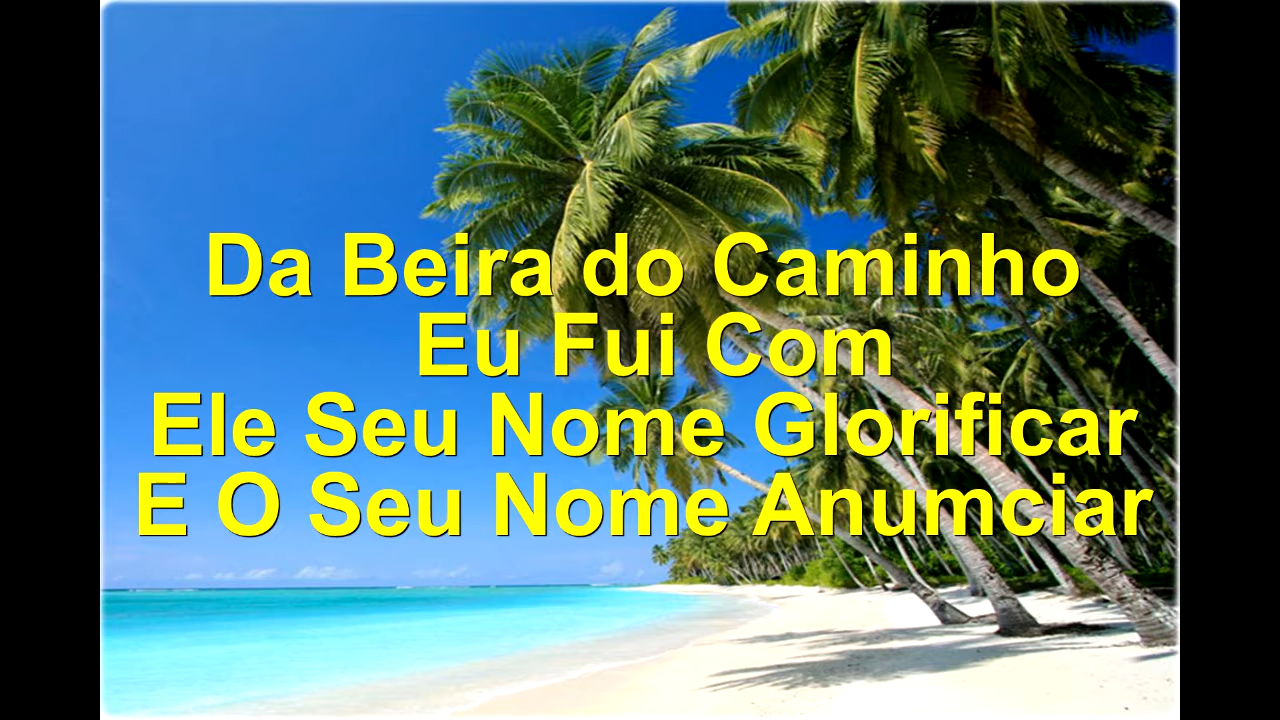 Da Beira do Caminho
Eu Fui Com
Ele Seu Nome Glorificar
E O Seu Nome Anumciar